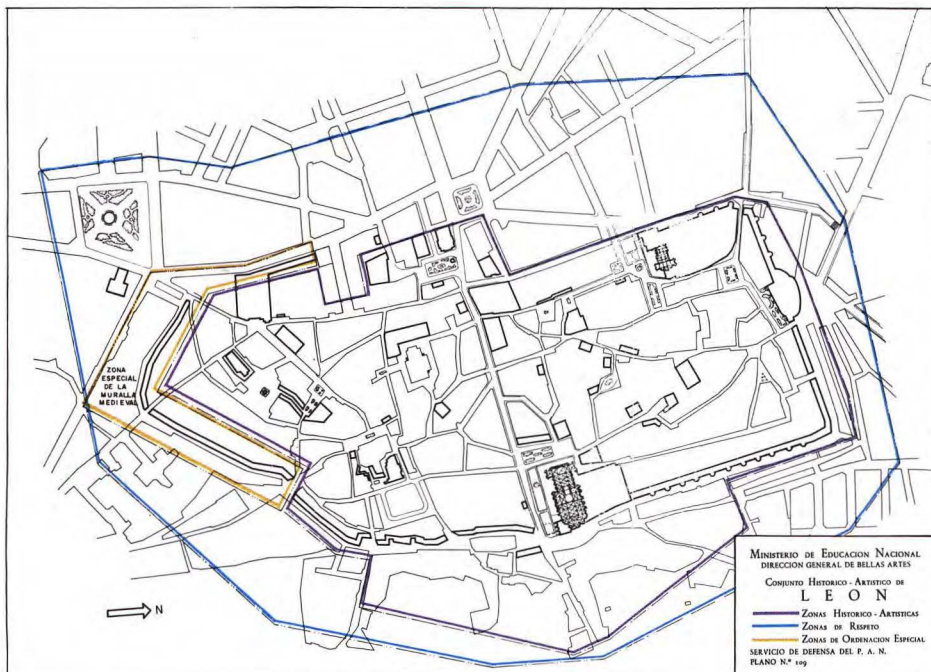 ZONA
ESPECIAL
DE LA
MURALLA
MEDIEVAL
N
MINISTERIO DE EDUCACION NACIONAL
DIRECCION GENERAL DE BELLAS ARTES
CONJUNTO HISTORICO - ARTISTICO DE
LEON
ZONAS HISTORICO - ARTISTICAS
ZONAS DE RESPETO
ZONAS DE ORDENACION ESPECIAL
SERVICIO DE DEFENSA DEL P. A. N.
PLANO N.º 109